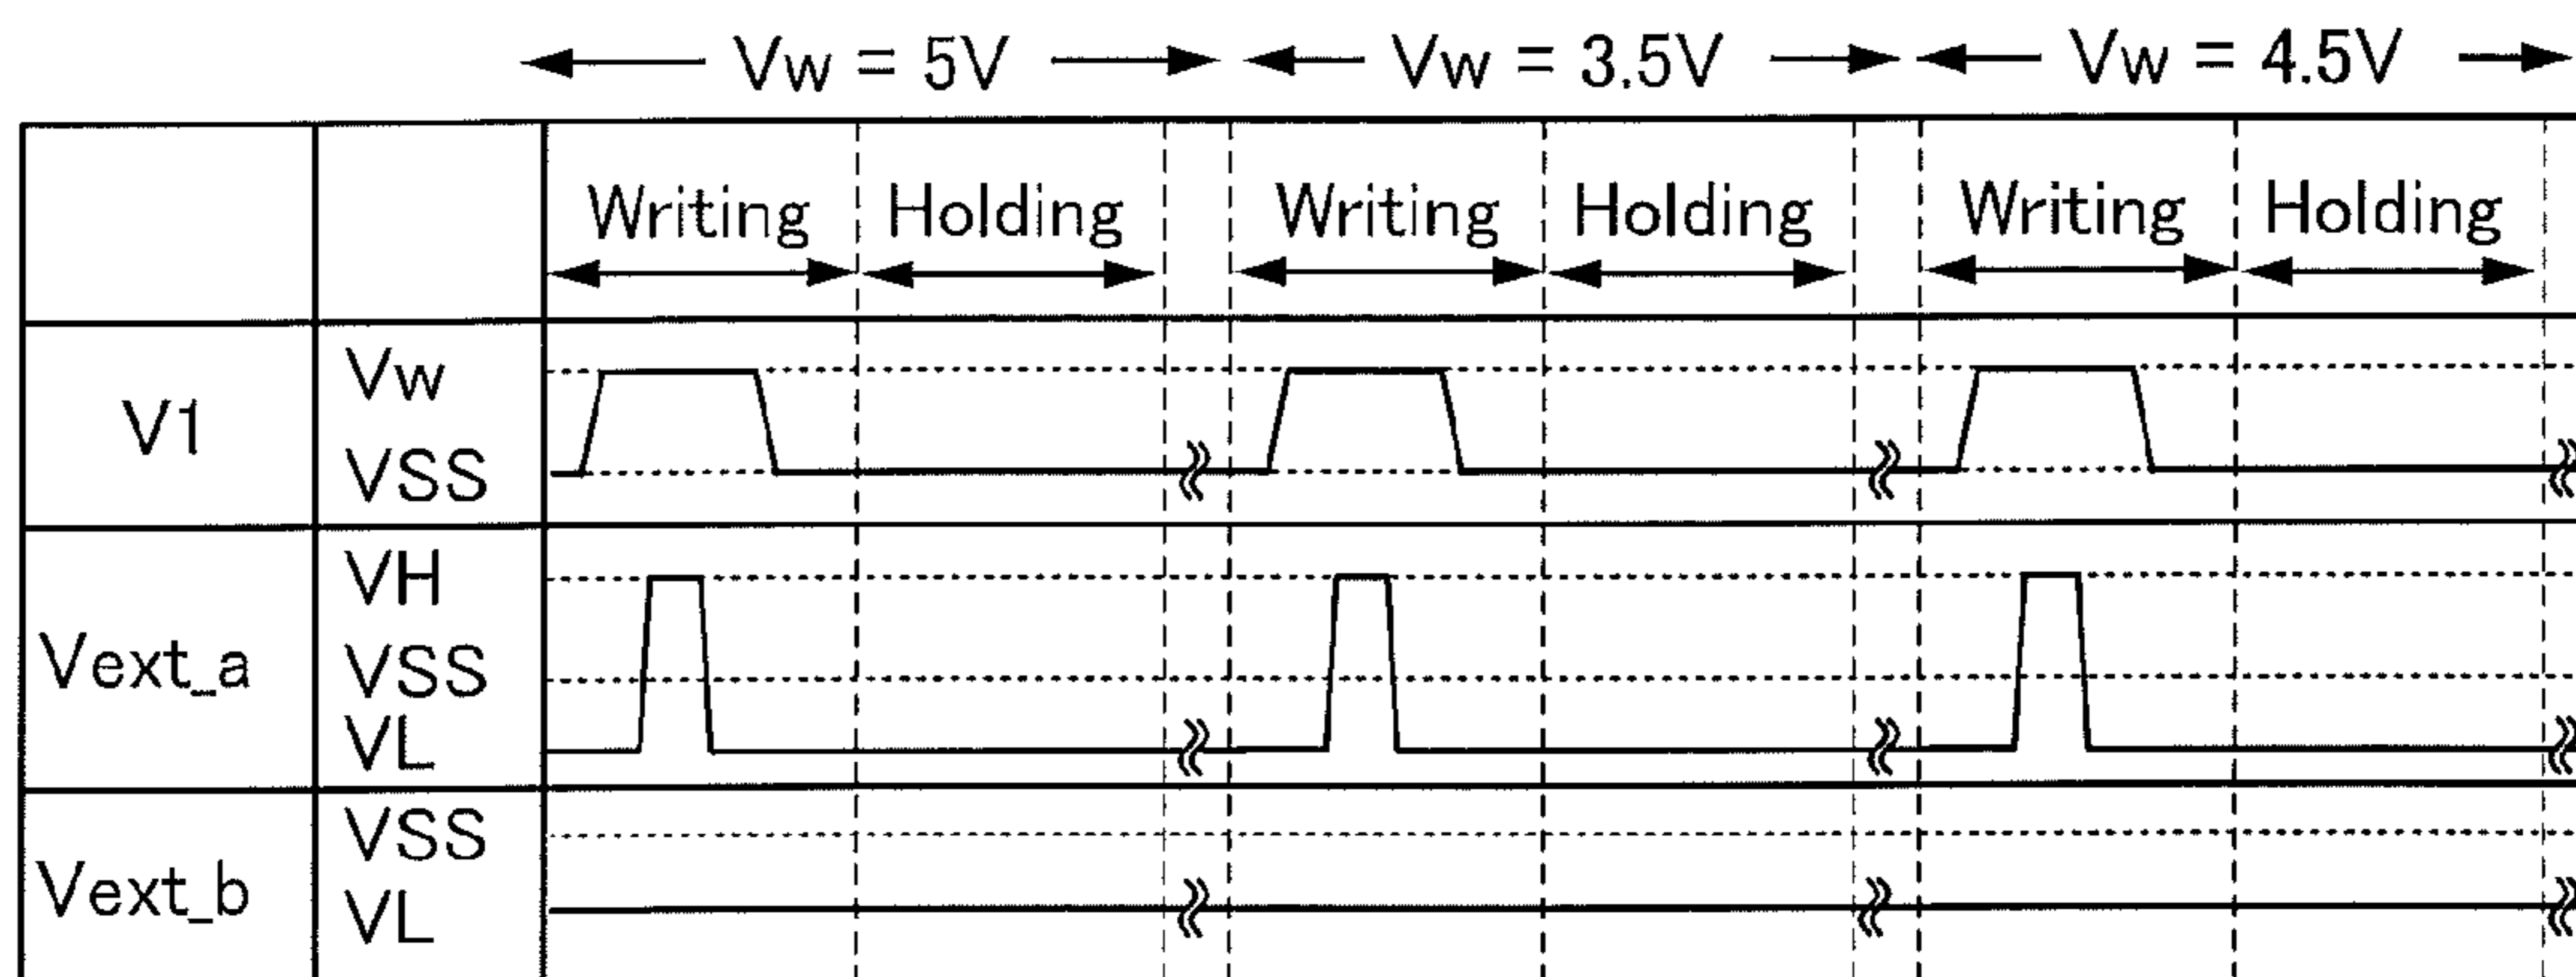 Vw = 5V Vw = 3.5V Vw = 4.5V
Writing Holding Writing Holding Writing Holding
V1
Vw
VSS
Vext_a
VH
VSS
VL
Vext_b
VSS
VL